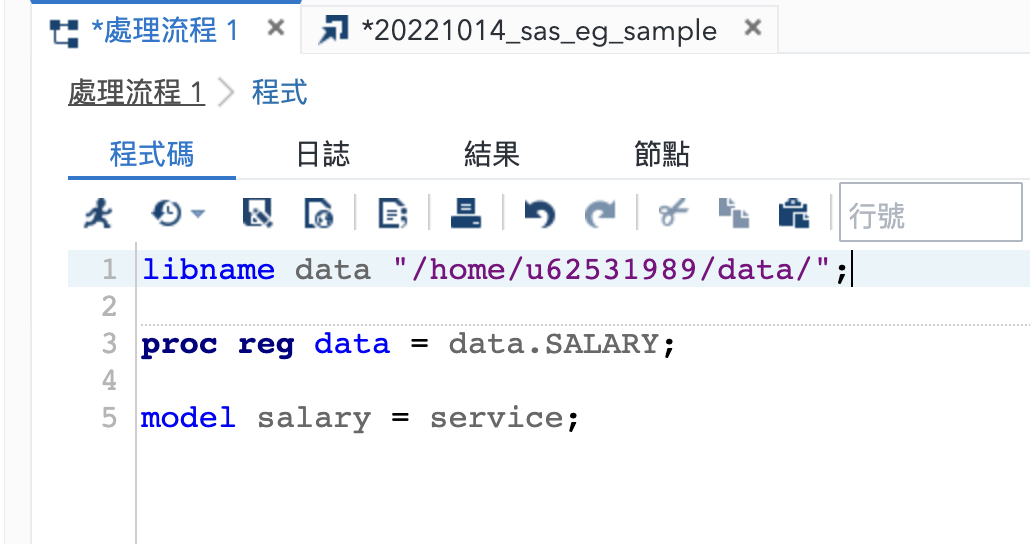 *處理流程 1 *20221014_sas_eg_sample
處理流程 1 程式
程式碼 日誌 結果 節點
行號
1 libname data "/home/u62531989/data/";
2
3 proc reg data = data.SALARY;
4
5 model salary = service;